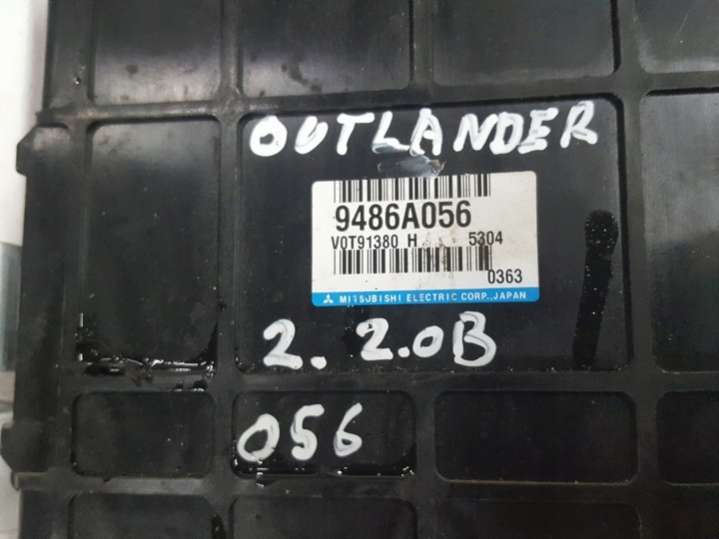 OUTLANDER
9486A056
V0T91380 H 5304
0363
MITSUBISHI ELECTRIC CORP., JAPAN
2. 2.0B
056